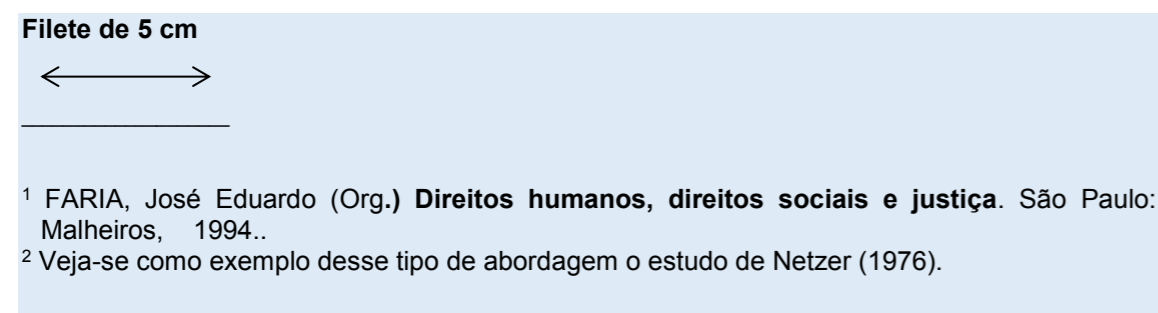 Filete de 5 cm
¹ FARIA, José Eduardo (Org.) Direitos humanos, direitos sociais e justiça. São Paulo:
Malheiros, 1994..
² Veja-se como exemplo desse tipo de abordagem o estudo de Netzer (1976).